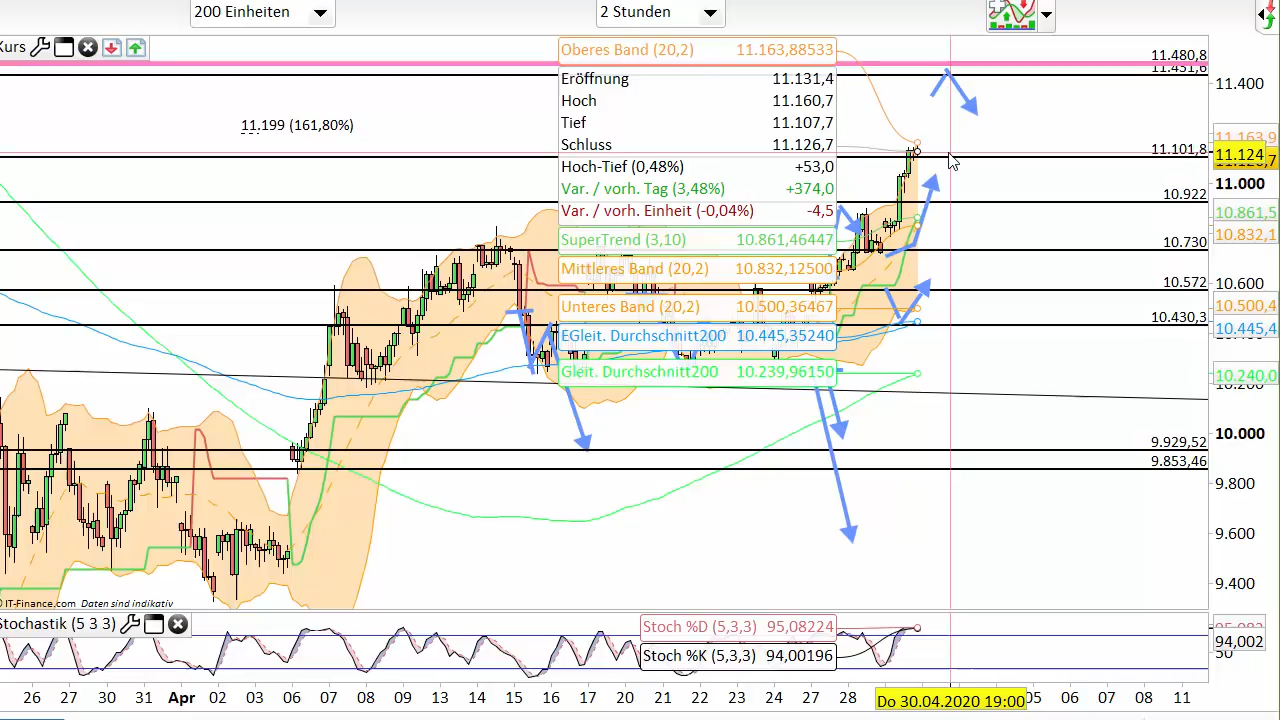 200 Einheiten
2 Stunden
Kurs
Oberes Band (20,2) 11.163,88533
Eröffnung 11.131,4
Hoch 11.160,7
Tief 11.107,7
Schluss 11.126,7
Hoch-Tief (0,48%) +53,0
Var. / vorh. Tag (3,48%) +374,0
Var. / vorh. Einheit (-0,04%) -4,5
SuperTrend (3,10) 10.861,46447
Mittleres Band (20,2) 10.832,12500
Unteres Band (20,2) 10.500,36467
EGleit. Durchschnitt200 10.445,35240
Gleit. Durchschnitt200 10.239,96150
11.199 (161,80%)
11.480,8
11.451,6
11.101,8
10.922
10.730
10.572
10.430,3
9.929,52
9.853,46
11.400
11.163,9
11.124
11.000
10.861,5
10.832,1
10.600
10.500,4
10.445,4
10.240,0
10.000
9.800
9.600
9.400
© IT-Finance.com Daten sind indikativ
Stochastik (5 3 3)
Stoch %D (5,3,3) 95,08224
Stoch %K (5,3,3) 94,00196
94,002
26 27 30 31 Apr 02 03 06 07 08 09 13 14 15 16 17 20 21 22 23 27 28 Do 30.04.2020 19:00 05 06 07 08 11